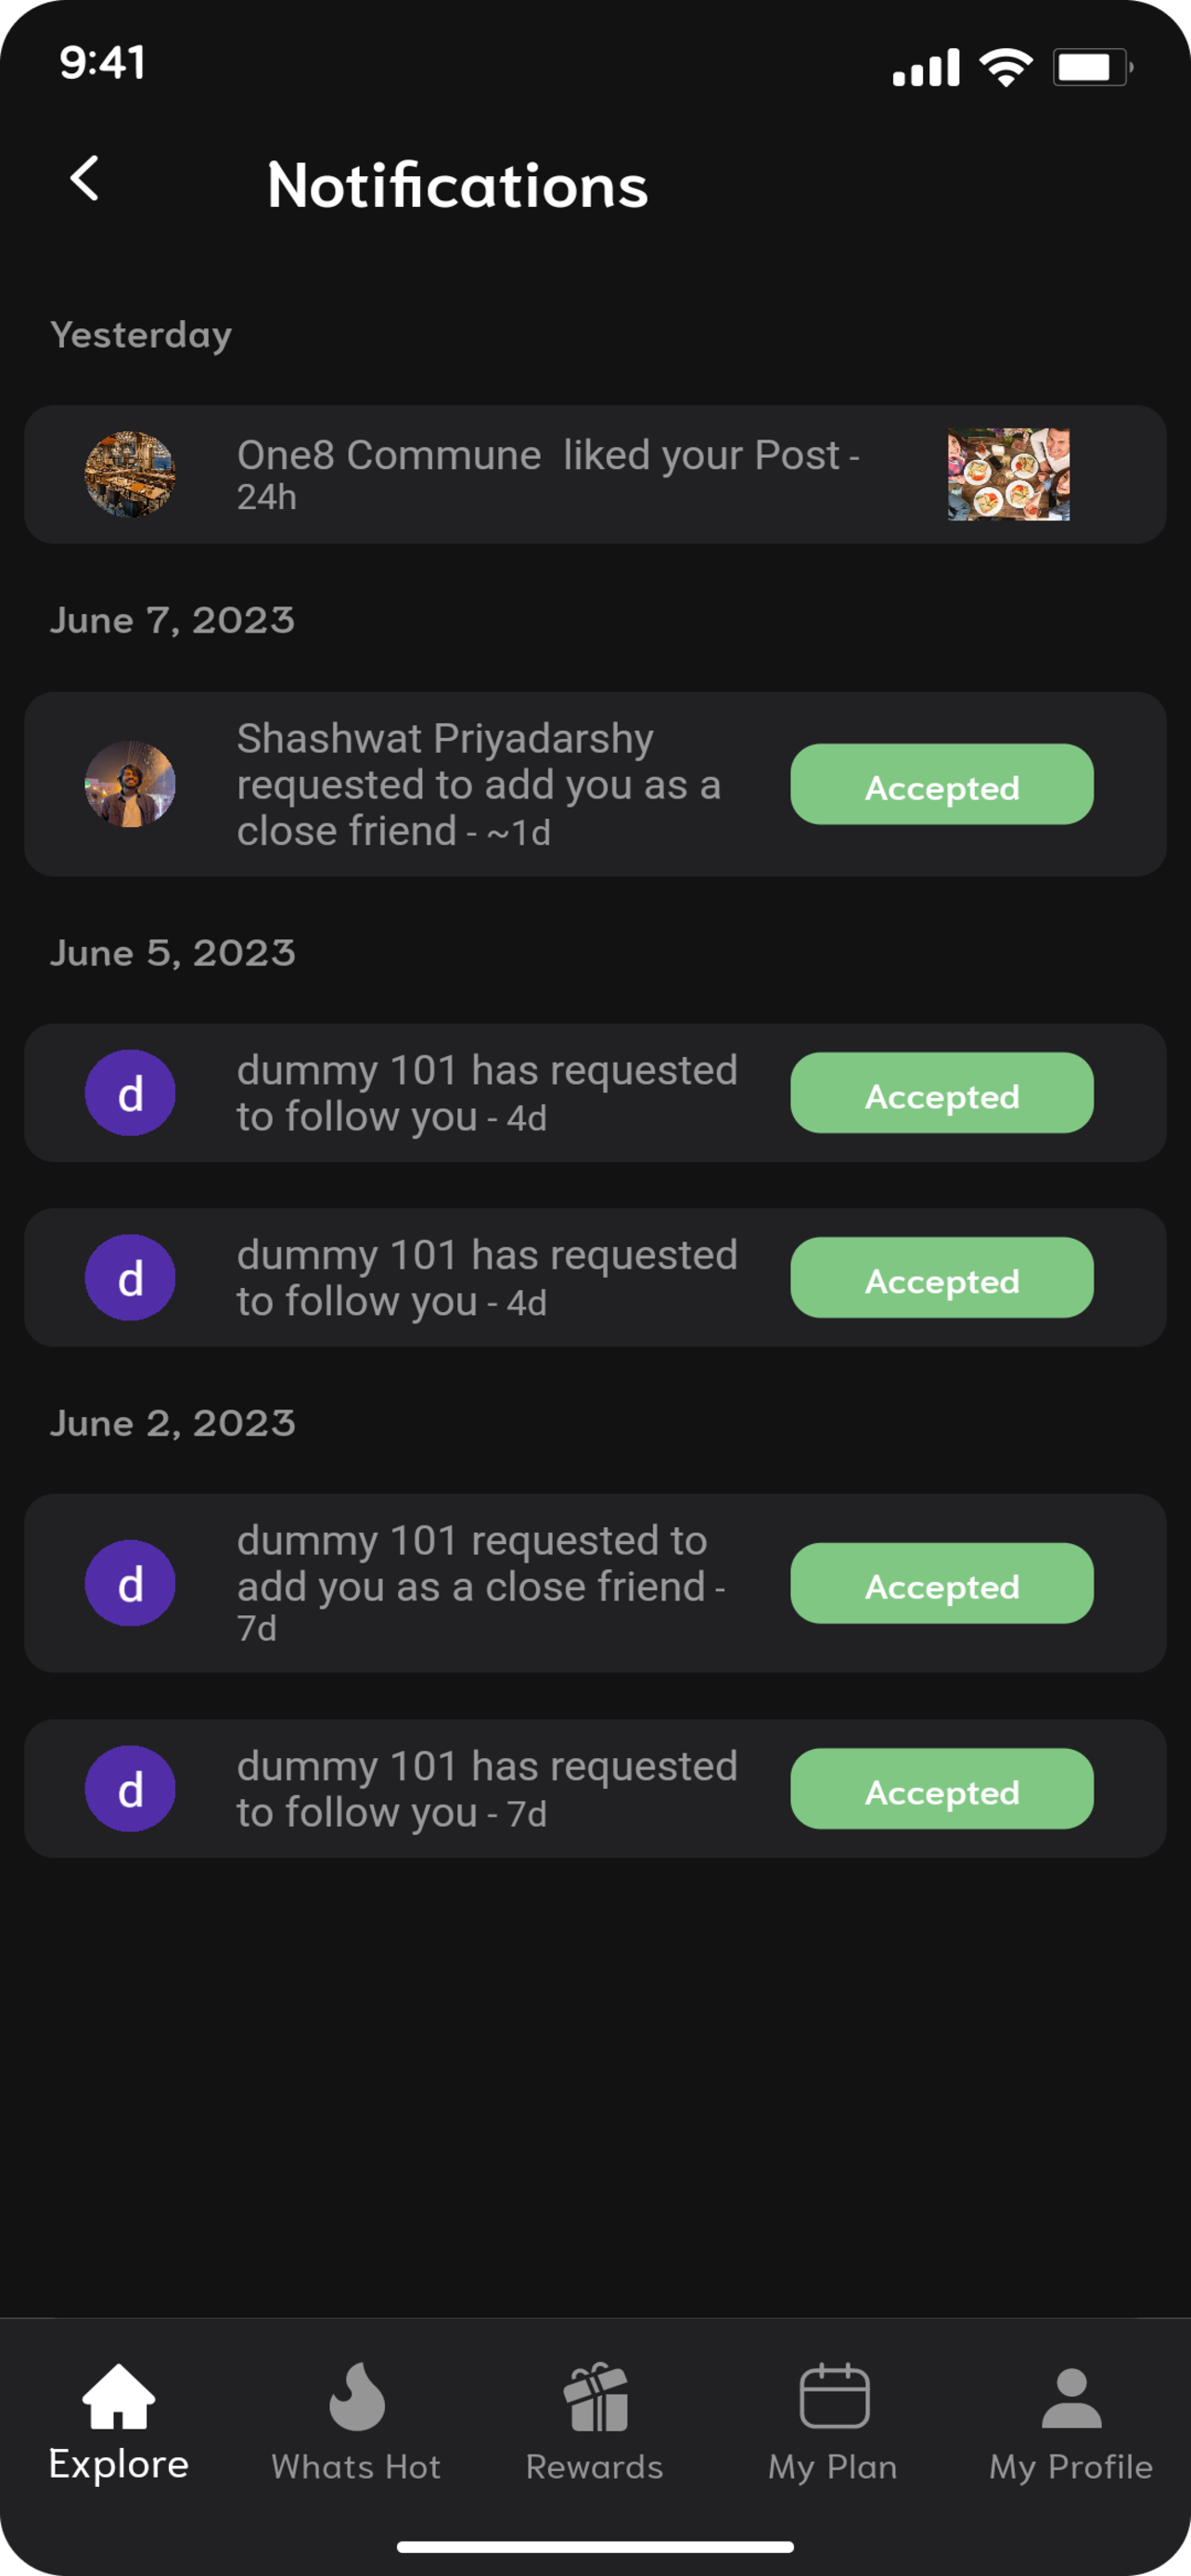 9:41
Notifications
Yesterday
One8 Commune  liked your Post -
24h
June 7, 2023
Shashwat Priyadarshy
requested to add you as a
close friend - ~1d
Accepted
June 5, 2023
d
dummy 101 has requested
to follow you - 4d
Accepted
d
dummy 101 has requested
to follow you - 4d
Accepted
June 2, 2023
d
dummy 101 requested to
add you as a close friend -
7d
Accepted
d
dummy 101 has requested
to follow you - 7d
Accepted
Explore
Whats Hot
Rewards
My Plan
My Profile